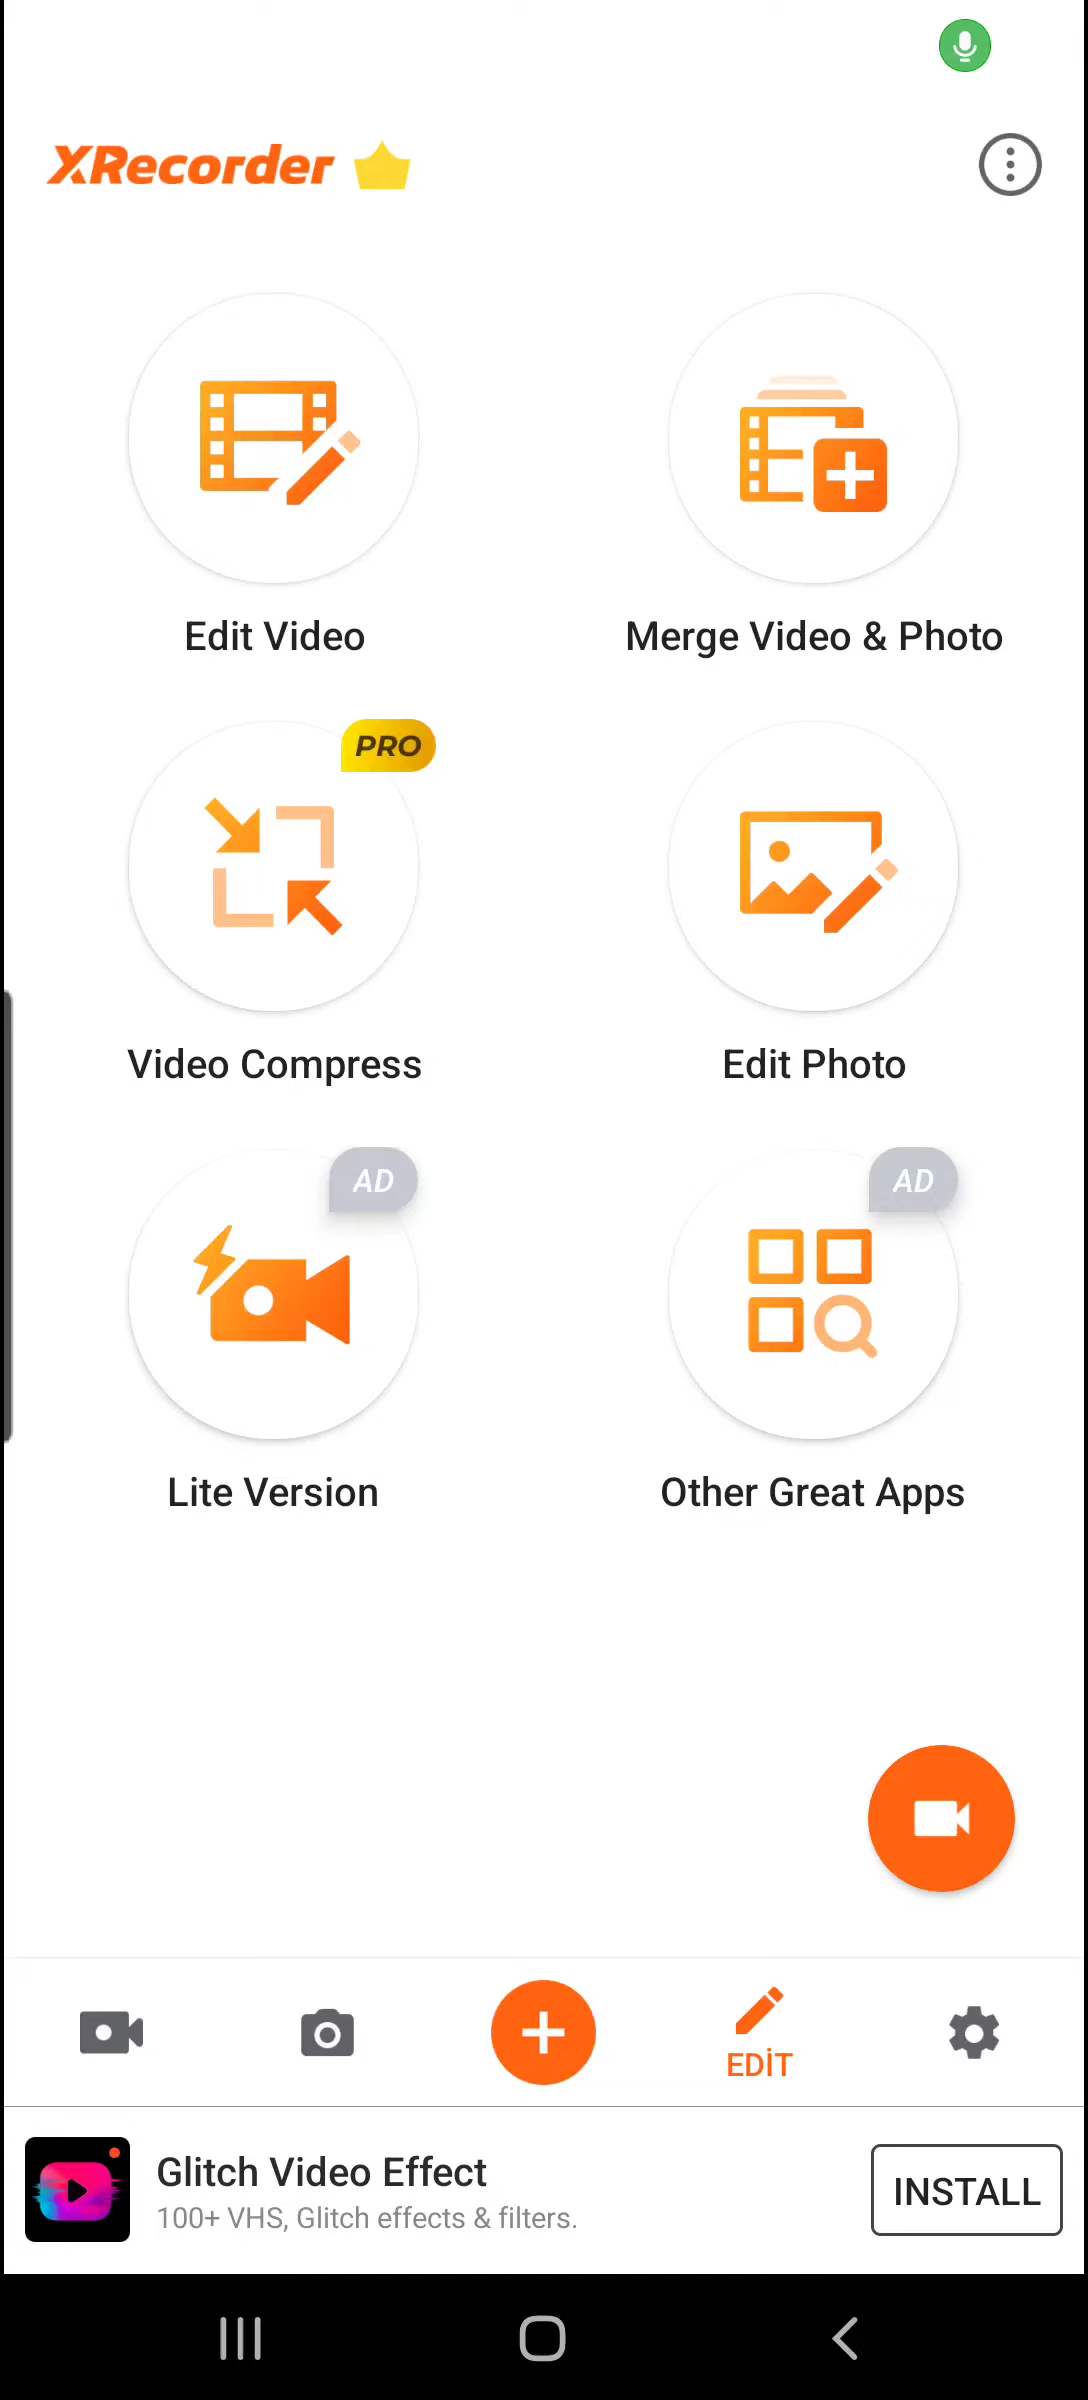 XRecorder
Edit Video
Merge Video & Photo
PRO
Video Compress
Edit Photo
AD
AD
Lite Version
Other Great Apps
EDİT
Glitch Video Effect
100+ VHS, Glitch effects & filters.
INSTALL